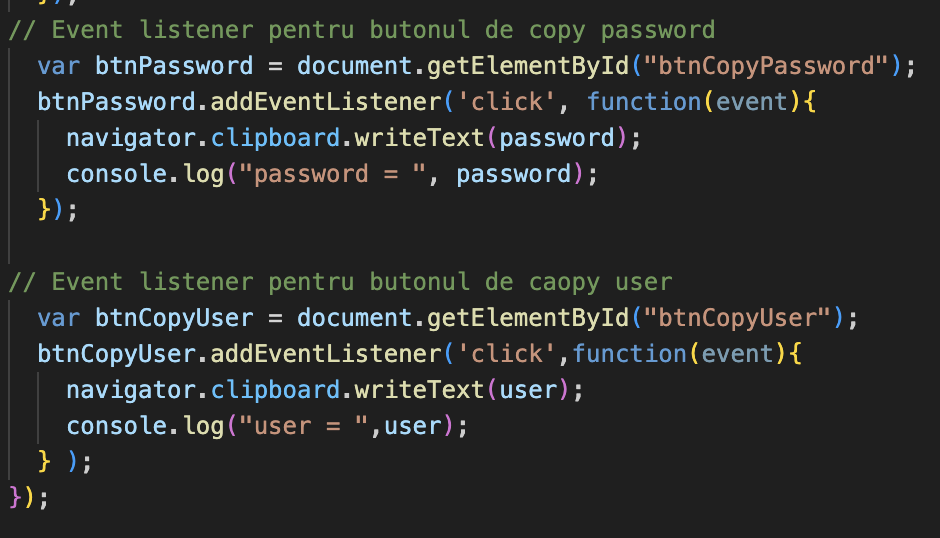 });
// Event listener pentru butonul de copy password
var btnPassword = document.getElementById("btnCopyPassword");
btnPassword.addEventListener('click', function(event){
navigator.clipboard.writeText(password);
console.log("password = ", password);
});
// Event listener pentru butonul de caopy user
var btnCopyUser = document.getElementById("btnCopyUser");
btnCopyUser.addEventListener('click',function(event){
navigator.clipboard.writeText(user);
console.log("user = ",user);
} );
});